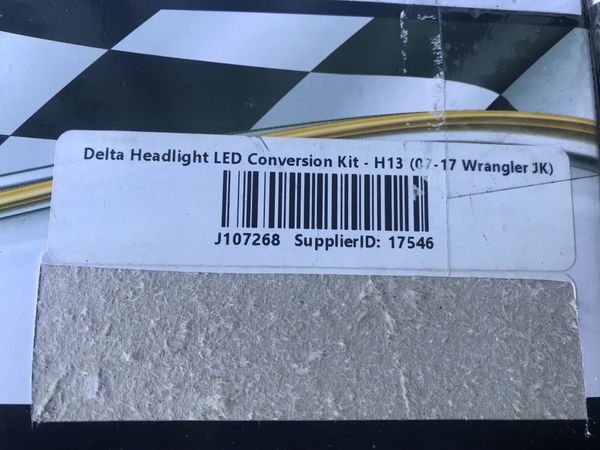 Delta Headlight LED Conversion Kit - H13 (07-17 Wrangler JK)
J107268 SupplierID: 17546